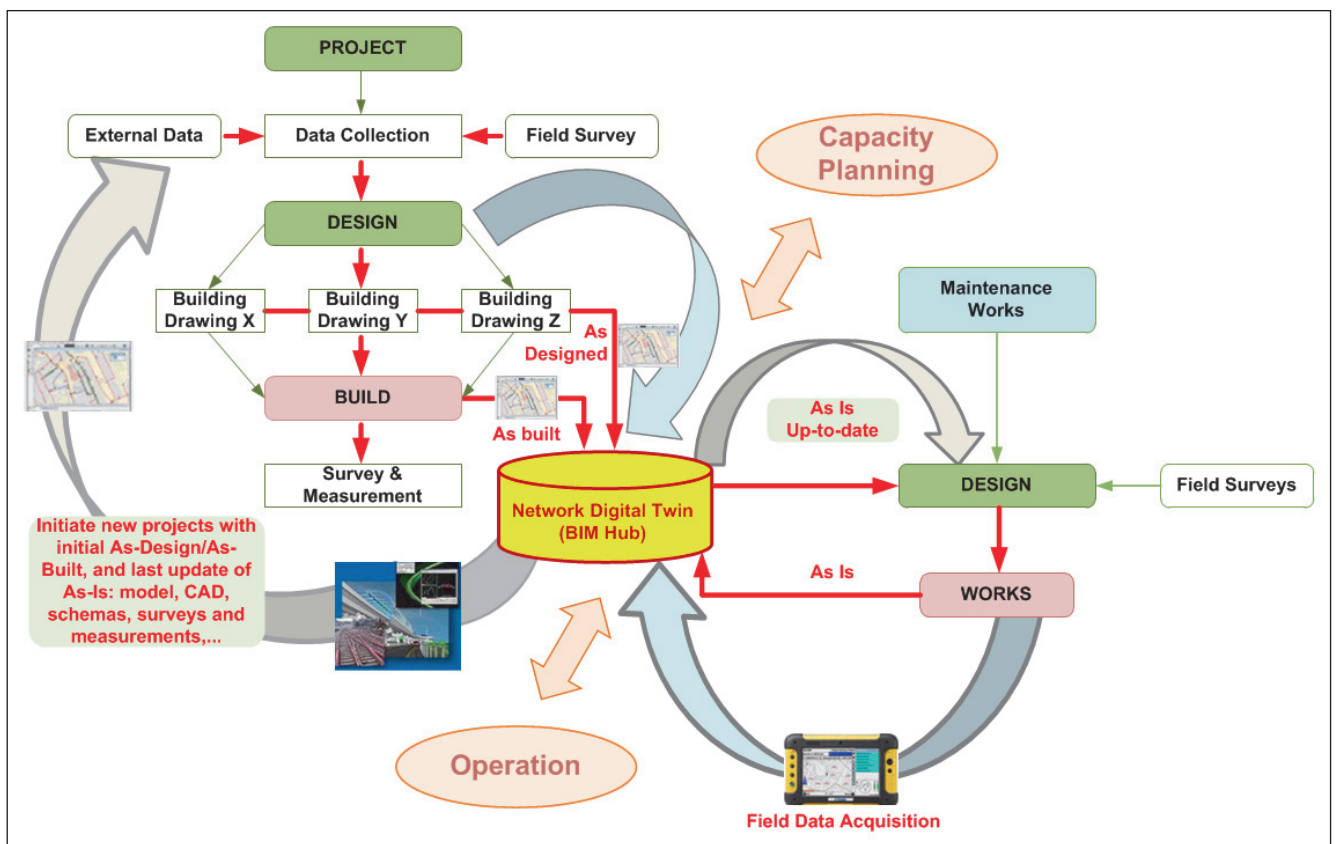 PROJECT
External Data
Data Collection
Field Survey
Capacity
Planning
DESIGN
Building
Drawing X
Building
Drawing Y
Building
Drawing Z
As
Designed
Maintenance
Works
BUILD
As built
As Is
Up-to-date
Survey &
Measurement
DESIGN
Field Surveys
Network Digital Twin
(BIM Hub)
Initiate new projects with
initial As-Design/As-
Built, and last update of
As-Is: model, CAD,
schemas, surveys and
measurements,...
As Is
WORKS
Operation
Field Data Acquisition